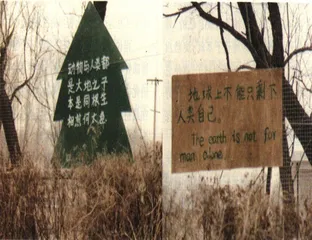 动物与人类都
是大地之子
本是同根生
相煎何太急
地球上不能只剩下
人类自己。
The earth is not for
man alone